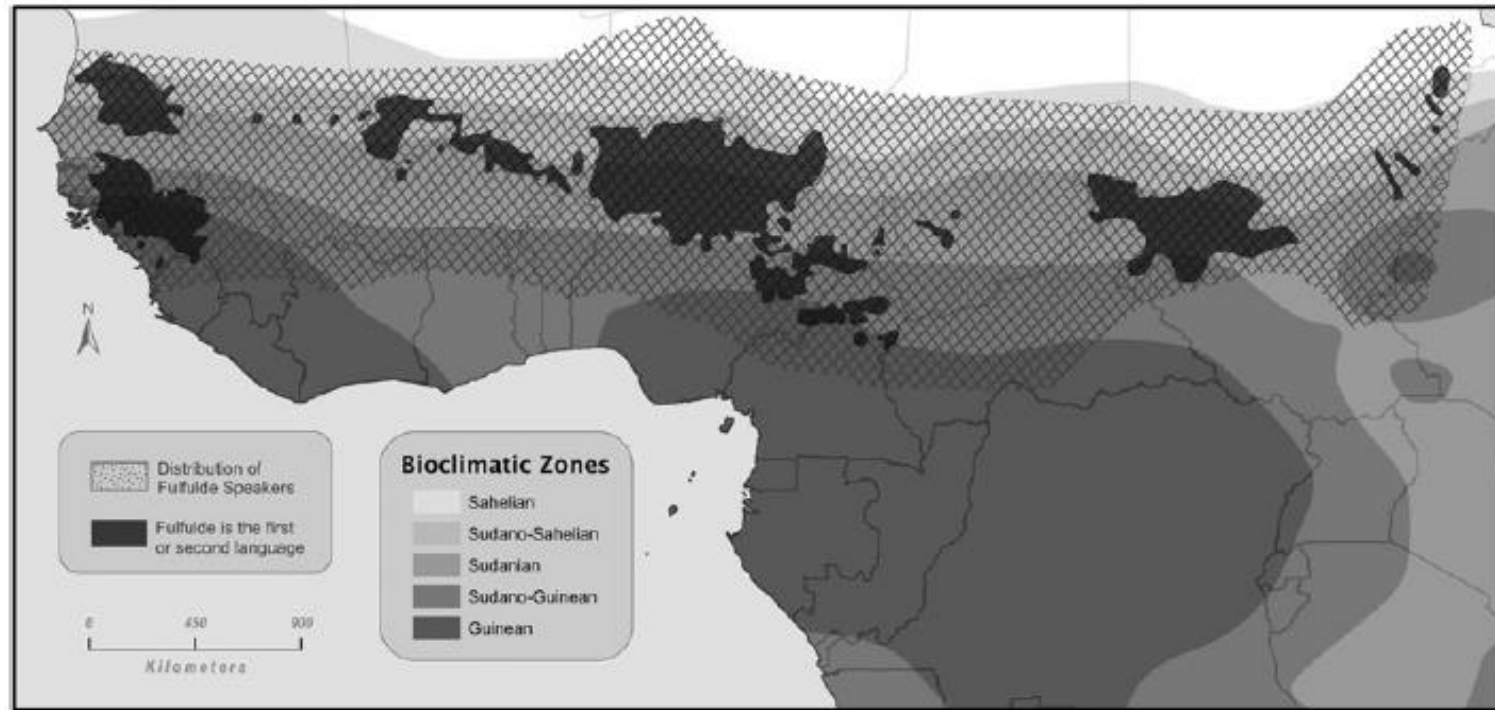 N
Distribution of
Fulfulde Speakers
Fulfulde is the first
or second language
0 450 900
Kilometers
Bioclimatic Zones
Sahelian
Sudano-Sahelian
Sudanian
Sudano-Guinean
Guinean